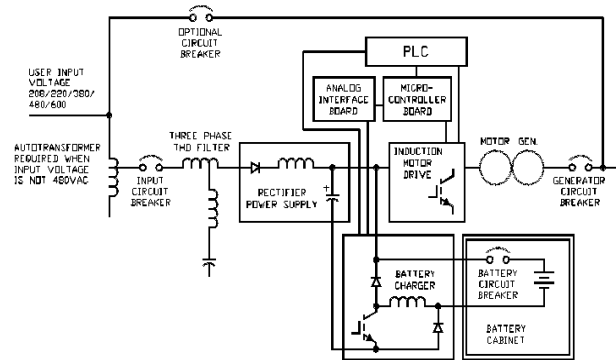 OPTIONAL
CIRCUIT
BREAKER
PLC
USER INPUT
VOLTAGE
208/220/380/
480/600
ANALOG
INTERFACE
BOARD
MICRO-
CONTROLLER
BOARD
AUTOTRANSFORMER
REQUIRED WHEN
INPUT VOLTAGE
IS NOT 480VAC
THREE PHASE
THD FILTER
INPUT
CIRCUIT
BREAKER
RECTIFIER
POWER SUPPLY
+
INDUCTION
MOTOR
DRIVE
MOTOR
GEN.
GENERATOR
CIRCUIT
BREAKER
BATTERY
CHARGER
BATTERY
CIRCUIT
BREAKER
BATTERY
CABINET